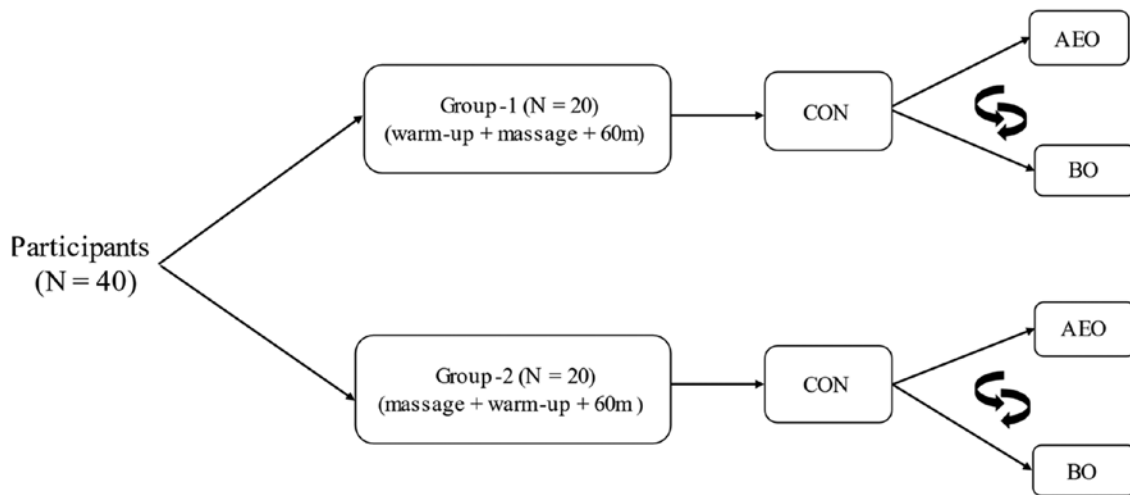 AEO
Group-1 (N = 20)
(warm-up + massage + 60m)
CON
BO
Participants
(N = 40)
AEO
Group-2 (N = 20)
(massage + warm-up + 60m )
CON
BO